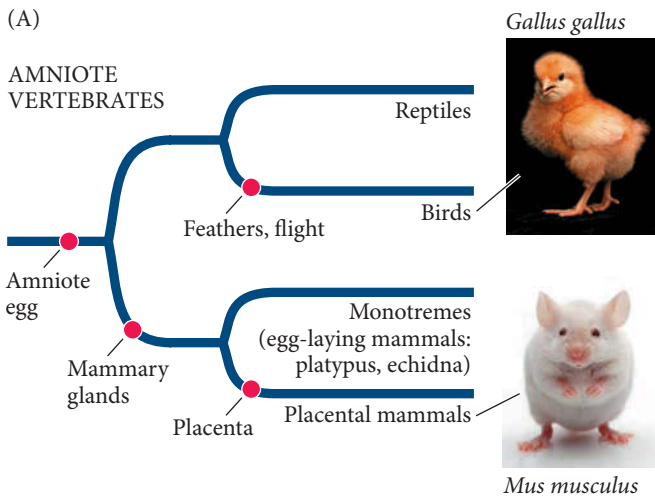 (A)
Gallus gallus
AMNIOTE
VERTEBRATES
Reptiles
Birds
Feathers, flight
Amniote
egg
Monotremes
(egg-laying mammals:
platypus, echidna)
Mammary
glands
Placenta
Placental mammals
Mus musculus